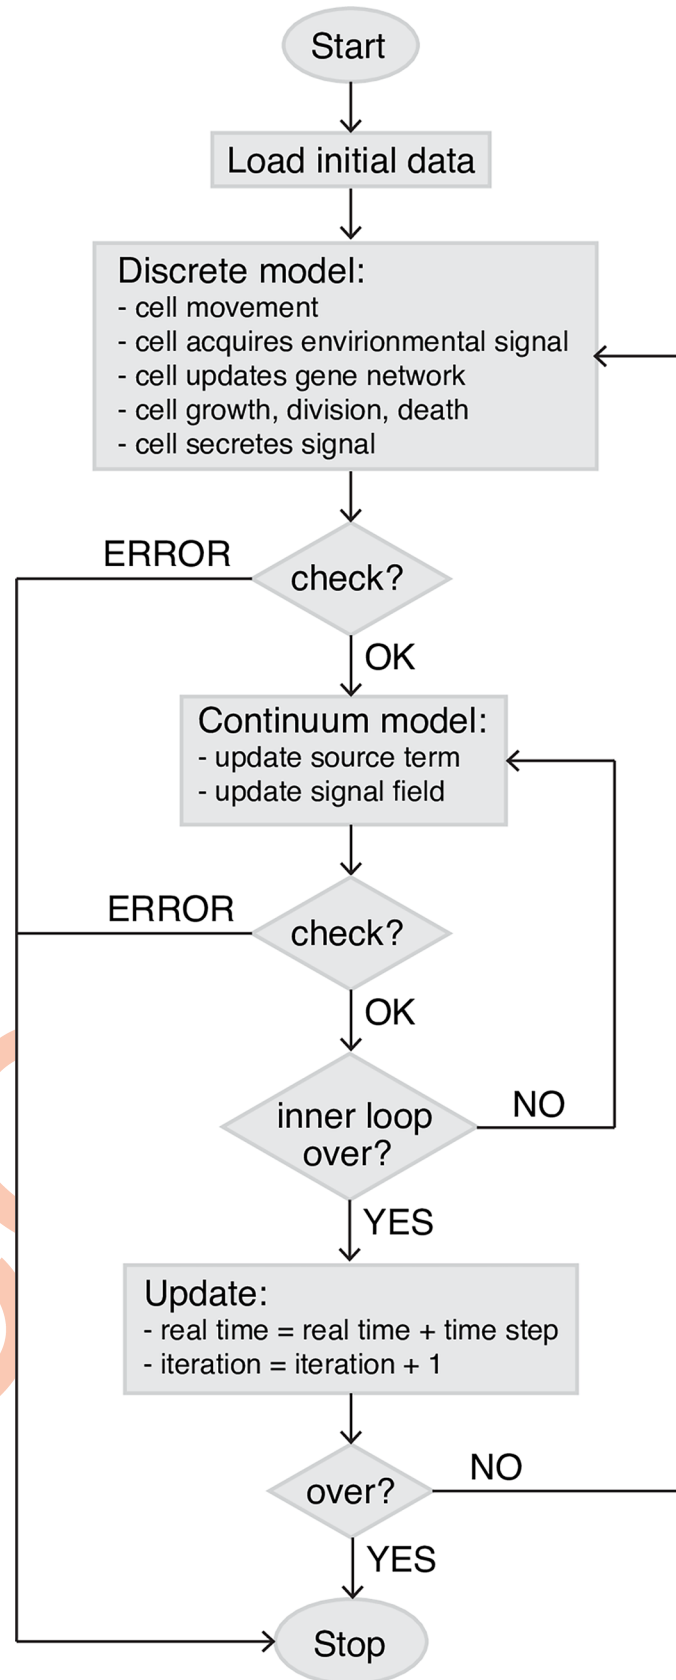 Start
Load initial data
Discrete model:
- cell movement
- cell acquires envirionmental signal
- cell updates gene network
- cell growth, division, death
- cell secretes signal
ERROR
check?
OK
Continuum model:
- update source term
- update signal field
ERROR
check?
OK
inner loop
over?
NO
YES
Update:
- real time = real time + time step
- iteration = iteration + 1
over?
NO
YES
Stop